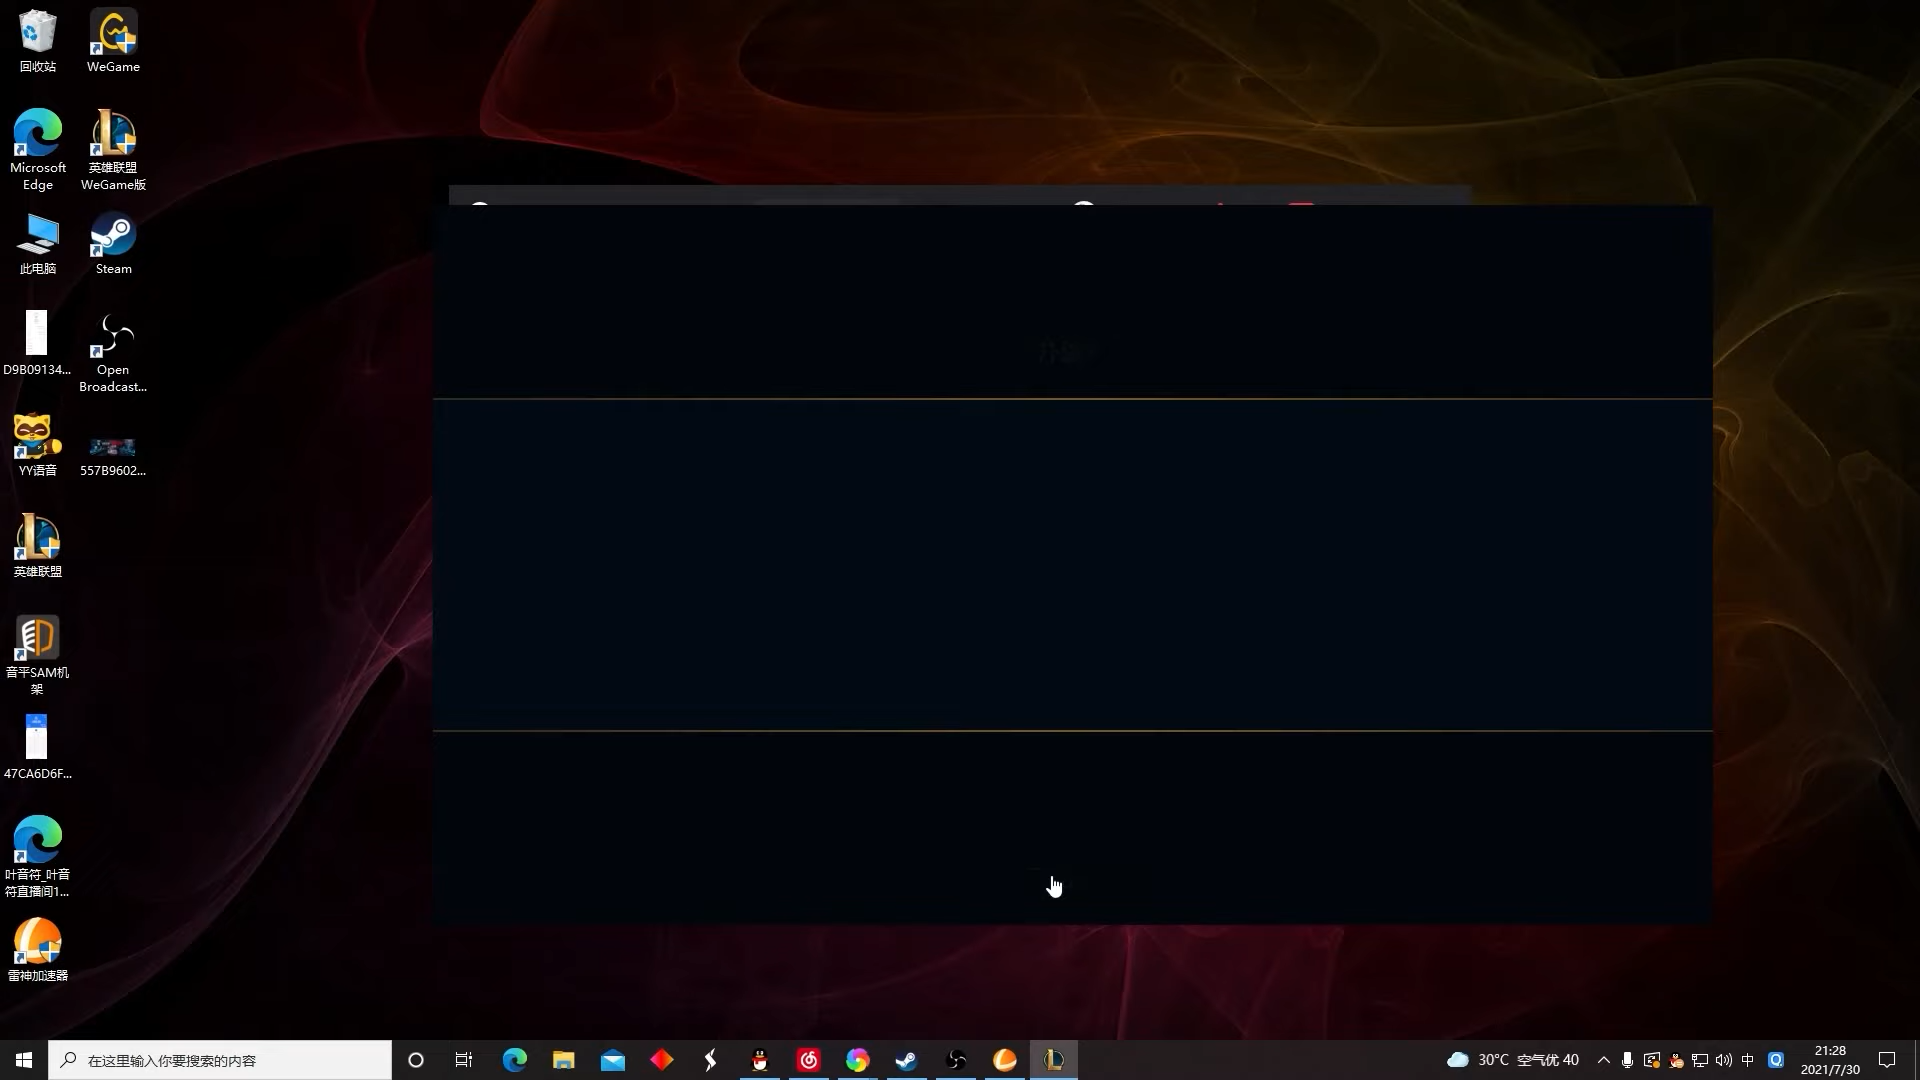 回收站
WeGame
Microsoft
Edge
英雄联盟
WeGame版
此电脑
Steam
D9B09134...
Open
Broadcast...
YY语音
557B9602...
英雄联盟
音平SAM机
架
47CA6D6F...
叶音符_叶音
符直播间1...
雷神加速器
在这里输入你要搜索的内容
30°C 空气优 40
中
21:28
2021/7/30